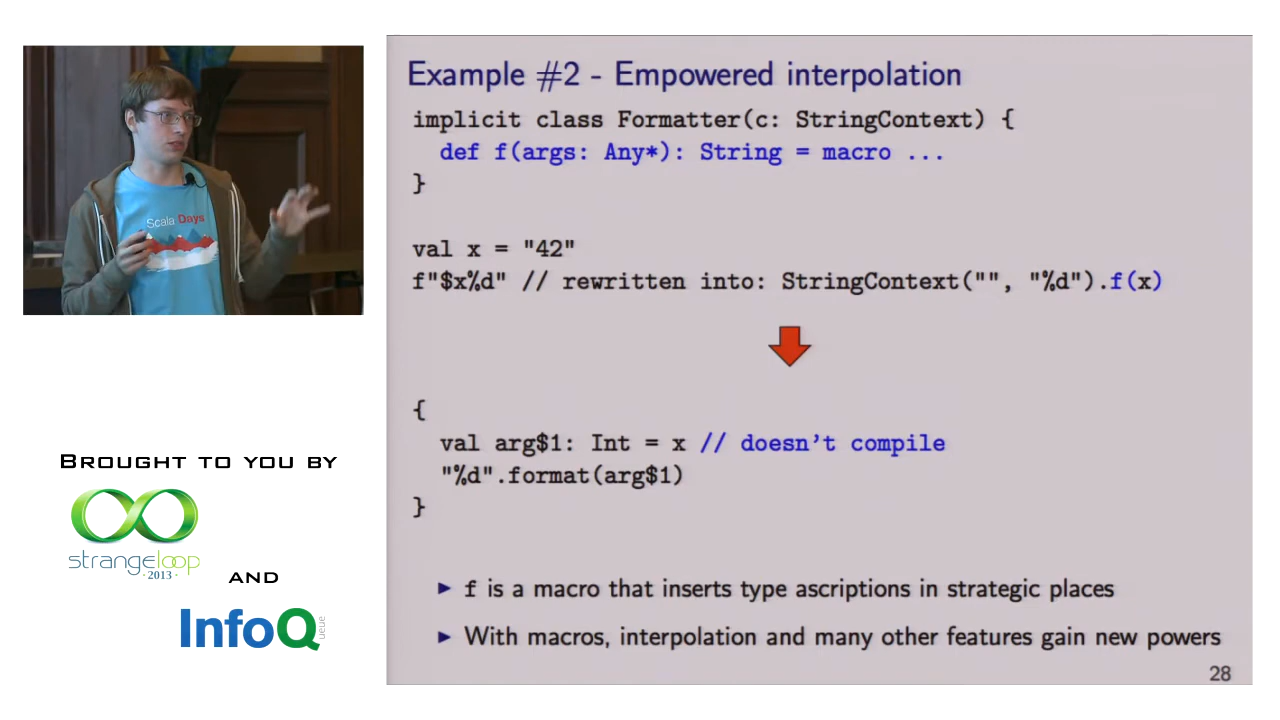 Example #2 - Empowered interpolation
implicit class Formatter(c: StringContext) {
def f(args: Any*): String = macro ...
}
val x = "42"
f"$x%d" // rewritten into: StringContext("", "%d").f(x)
{
val arg$1: Int = x // doesn't compile
"%d".format(arg$1)
}
► f is a macro that inserts type ascriptions in strategic places
► With macros, interpolation and many other features gain new powers
28
Scala Days
BROUGHT TO YOU BY
strangeloop
·2013·
AND
InfoQ
queue